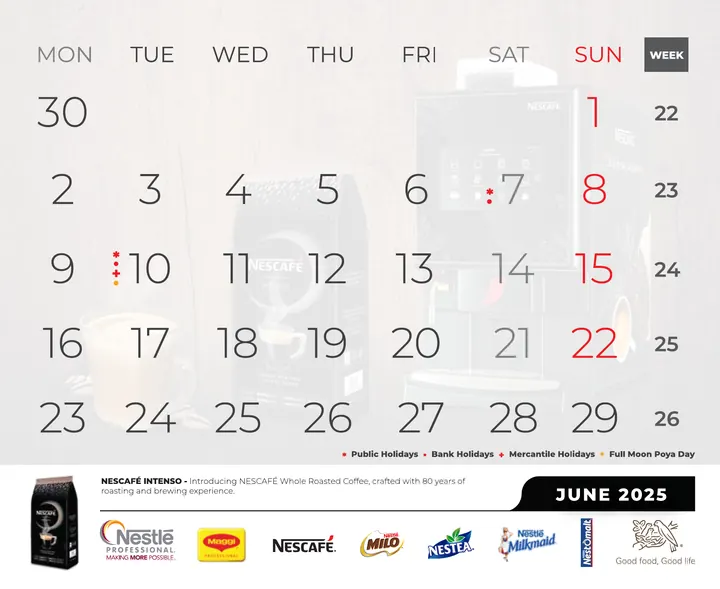 MON TUE WED THU FRI SAT SUN WEEK
30 1 22
2 3 4 5 6 * 7 8 23
9 * • + • 10 11 12 13 14 15 24
16 17 18 19 20 21 22 25
23 24 25 26 27 28 29 26
• Public Holidays • Bank Holidays + Mercantile Holidays • Full Moon Poya Day
NESCAFÉ INTENSO - Introducing NESCAFÉ Whole Roasted Coffee, crafted with 80 years of
roasting and brewing experience.
JUNE 2025
NESCAFÉ
NESCAFÉ
NESCAFÉ
Nestlé
PROFESSIONAL.
MAKING MORE POSSIBLE.
Maggi
PROFESSIONAL
NESCAFÉ.
Nestlé
MILO
NESTEA
Nestlé
Milkmaid
NESTOMALT
Good food, Good life